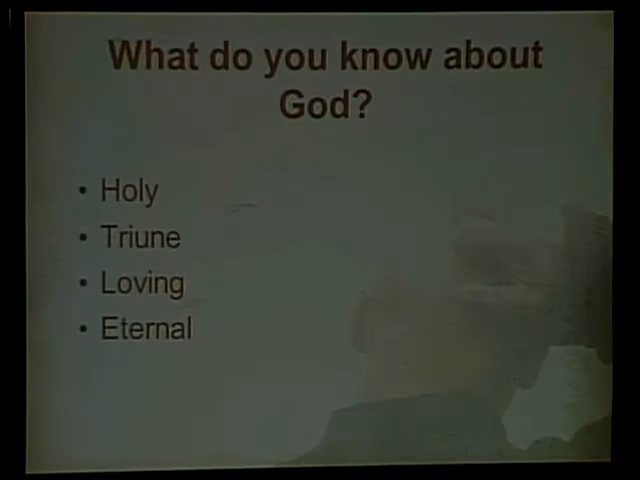 What do you know about
God?
• Holy
• Triune
• Loving
• Eternal